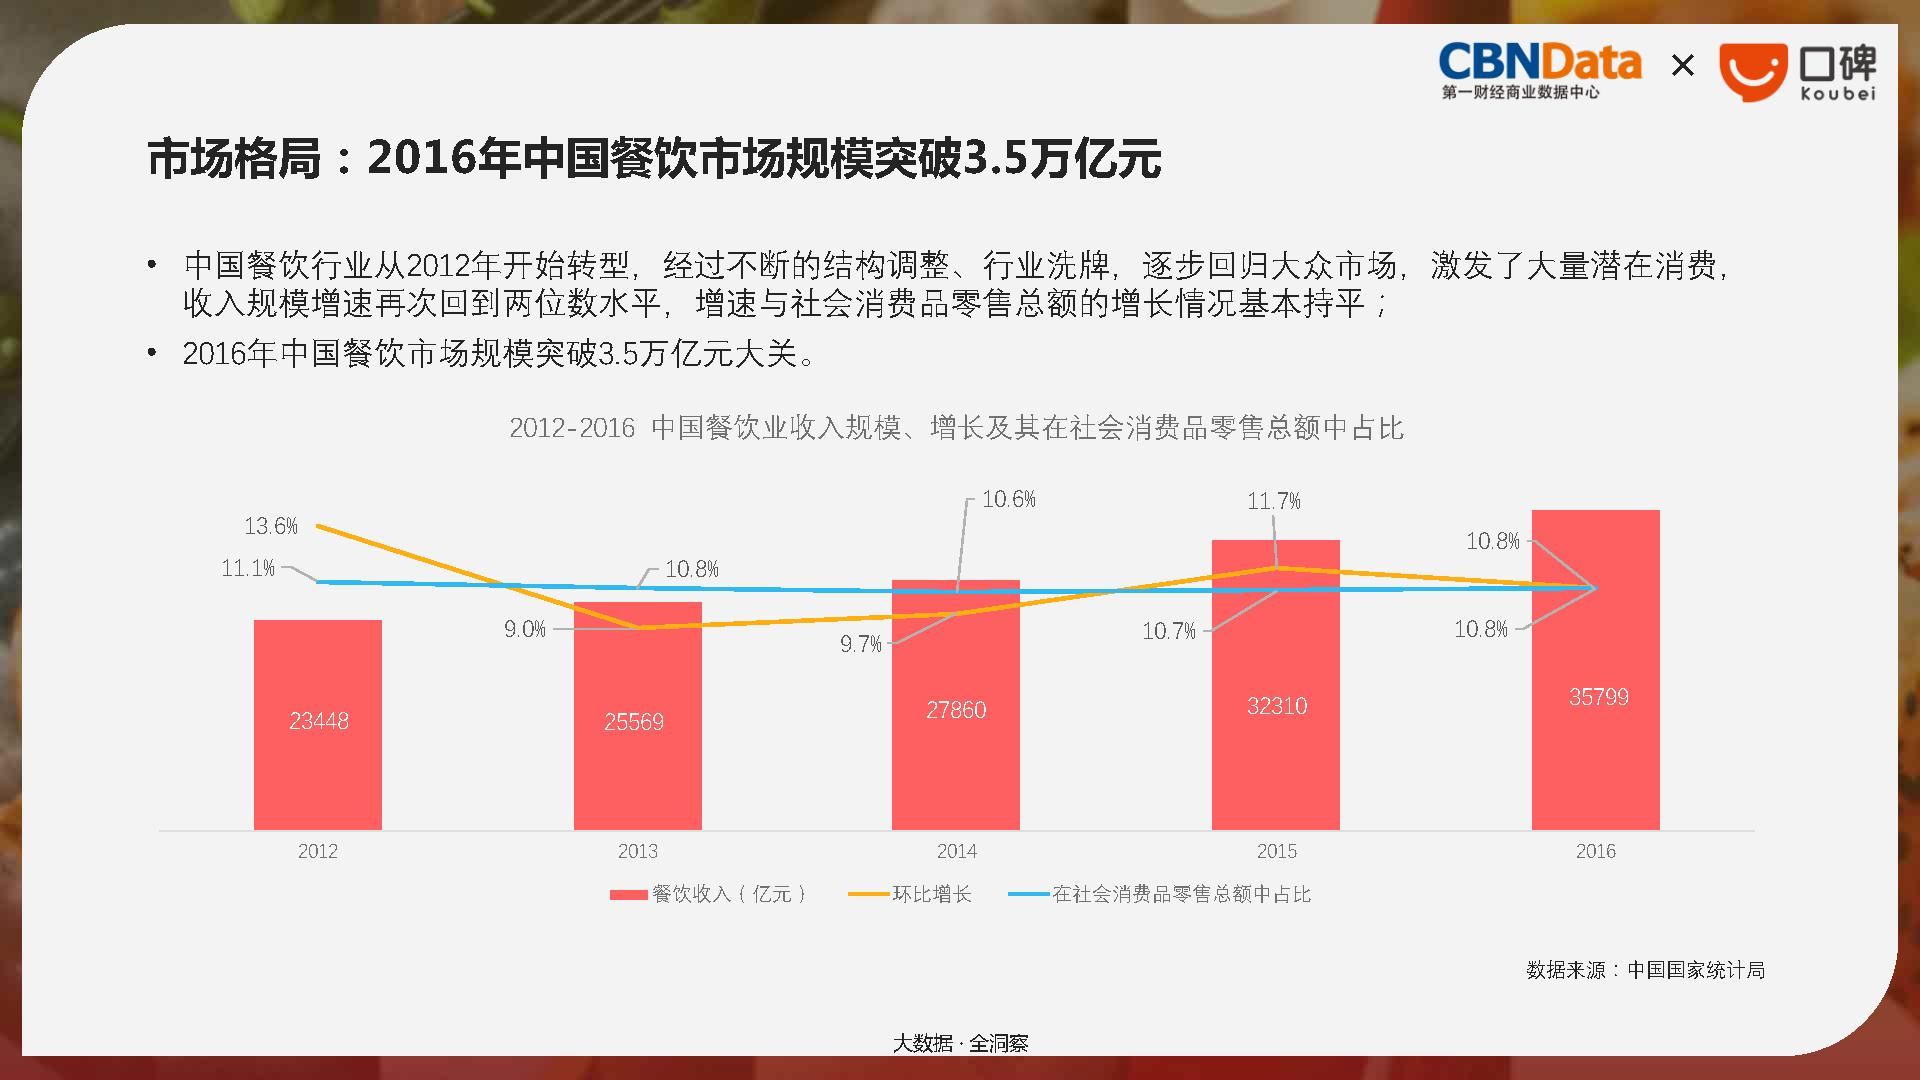 CBNData
第一财经商业数据中心
×
口碑
Koubei
市场格局：2016年中国餐饮市场规模突破3.5万亿元
• 中国餐饮行业从2012年开始转型，经过不断的结构调整、行业洗牌，逐步回归大众市场，激发了大量潜在消费，
收入规模增速再次回到两位数水平，增速与社会消费品零售总额的增长情况基本持平；
• 2016年中国餐饮市场规模突破3.5万亿元大关。
2012-2016 中国餐饮业收入规模、增长及其在社会消费品零售总额中占比
13.6%
11.1%
9.0%
10.8%
9.7%
10.6%
11.7%
10.7%
10.8%
10.8%
23448
25569
27860
32310
35799
2012
2013
2014
2015
2016
餐饮收入（亿元）
环比增长
在社会消费品零售总额中占比
数据来源：中国国家统计局
大数据·全洞察